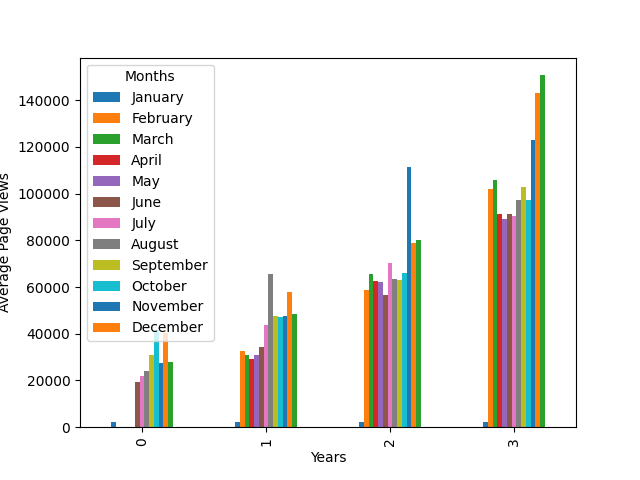 Months
January
February
March
April
May
June
July
August
September
October
November
December
140000
120000
100000
80000
60000
40000
20000
0
Average Page Views
0
1
2
3
Years